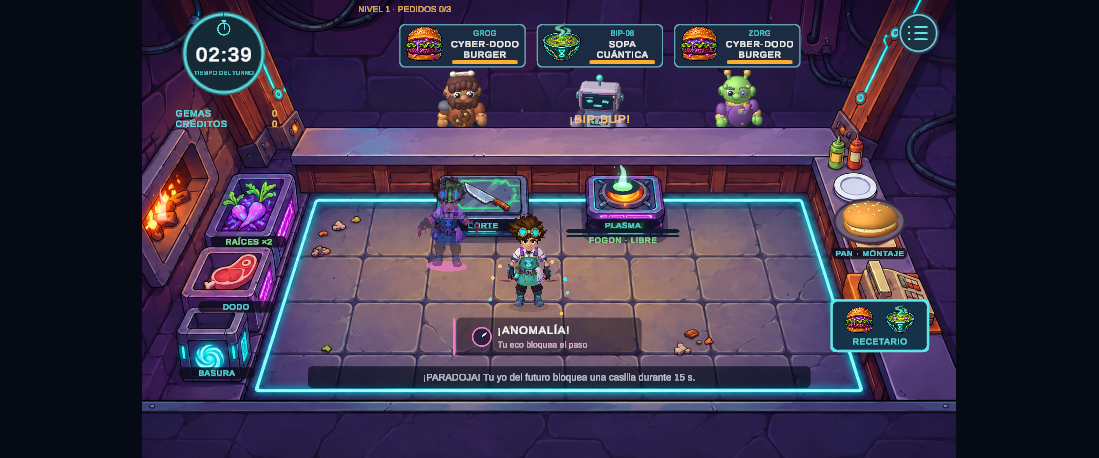 NIVEL 1 · PEDIDOS 0/3
02:39
TIEMPO DEL TURNO
GROG
CYBER-DODO
BURGER
BIP-08
SOPA
CUÁNTICA
ZORG
CYBER-DODO
BURGER
¡BIP-BUP!
GEMAS 0
CRÉDITOS 0
RAÍCES ×2
DODO
BASURA
CORTE
PLASMA
FOGON · LIBRE
PAN · MONTAJE
RECETARIO
¡ANOMALÍA!
Tu eco bloquea el paso
¡PARADOJA! Tu yo del futuro bloquea una casilla durante 15 s.